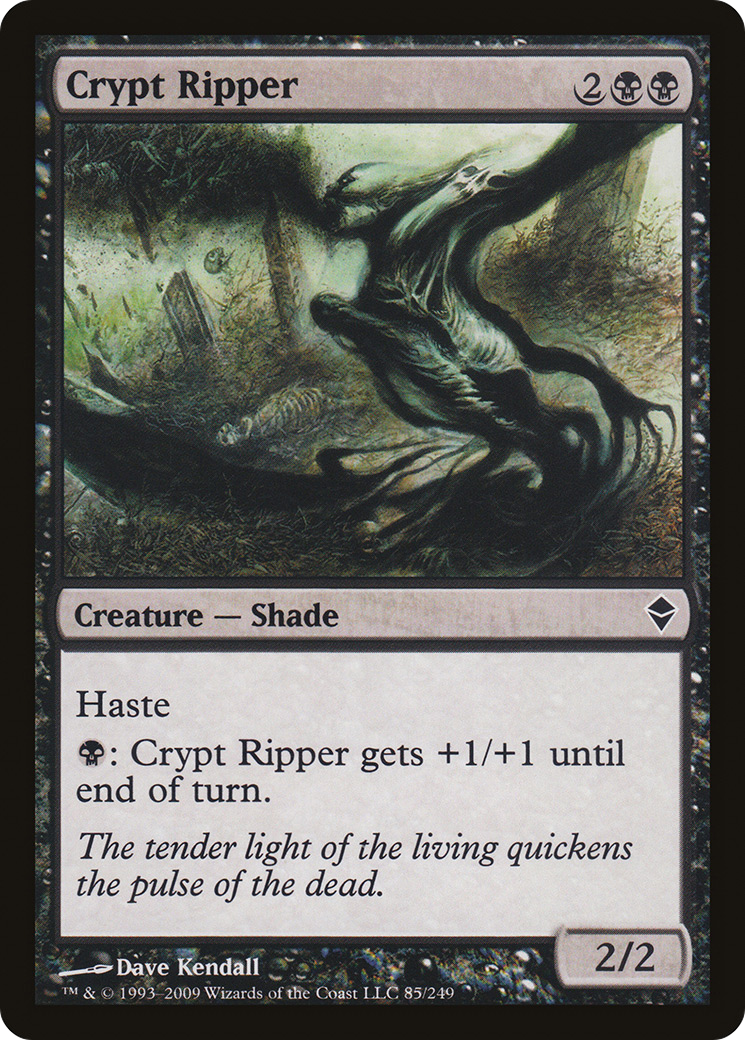 Crypt Ripper 2
Creature — Shade
Haste
: Crypt Ripper gets +1/+1 until
end of turn.
The tender light of the living quickens
the pulse of the dead.
2/2
Dave Kendall
™ & © 1993–2009 Wizards of the Coast LLC 85/249